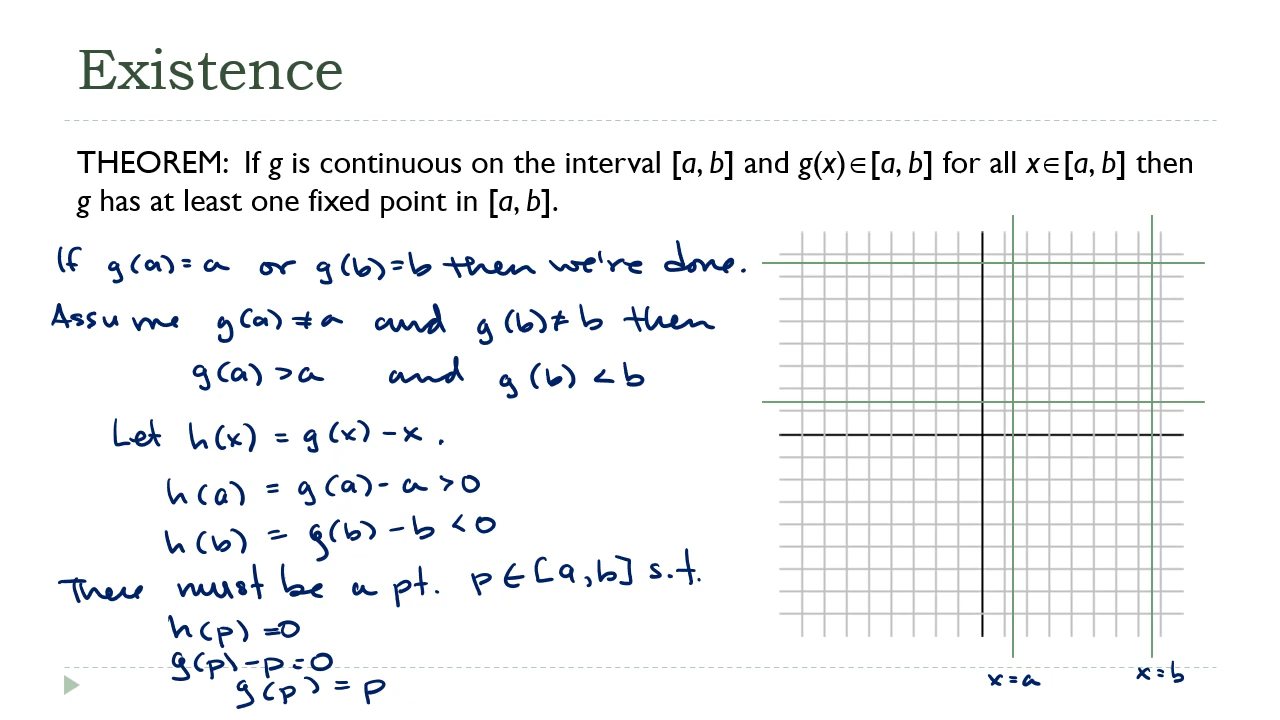 Existence
THEOREM: If g is continuous on the interval [a, b] and g(x)∈[a, b] for all x∈[a, b] then
g has at least one fixed point in [a, b].
If g(a) = a or g(b) = b then we're done.
Assume g(a) ≠ a and g(b) ≠ b then
g(a) > a and g(b) < b
Let h(x) = g(x) - x.
h(a) = g(a) - a > 0
h(b) = g(b) - b < 0
There must be a pt. p ∈ [a, b] s.t.
h(p) = 0
g(p) - p = 0
g(p) = p
x = a
x = b